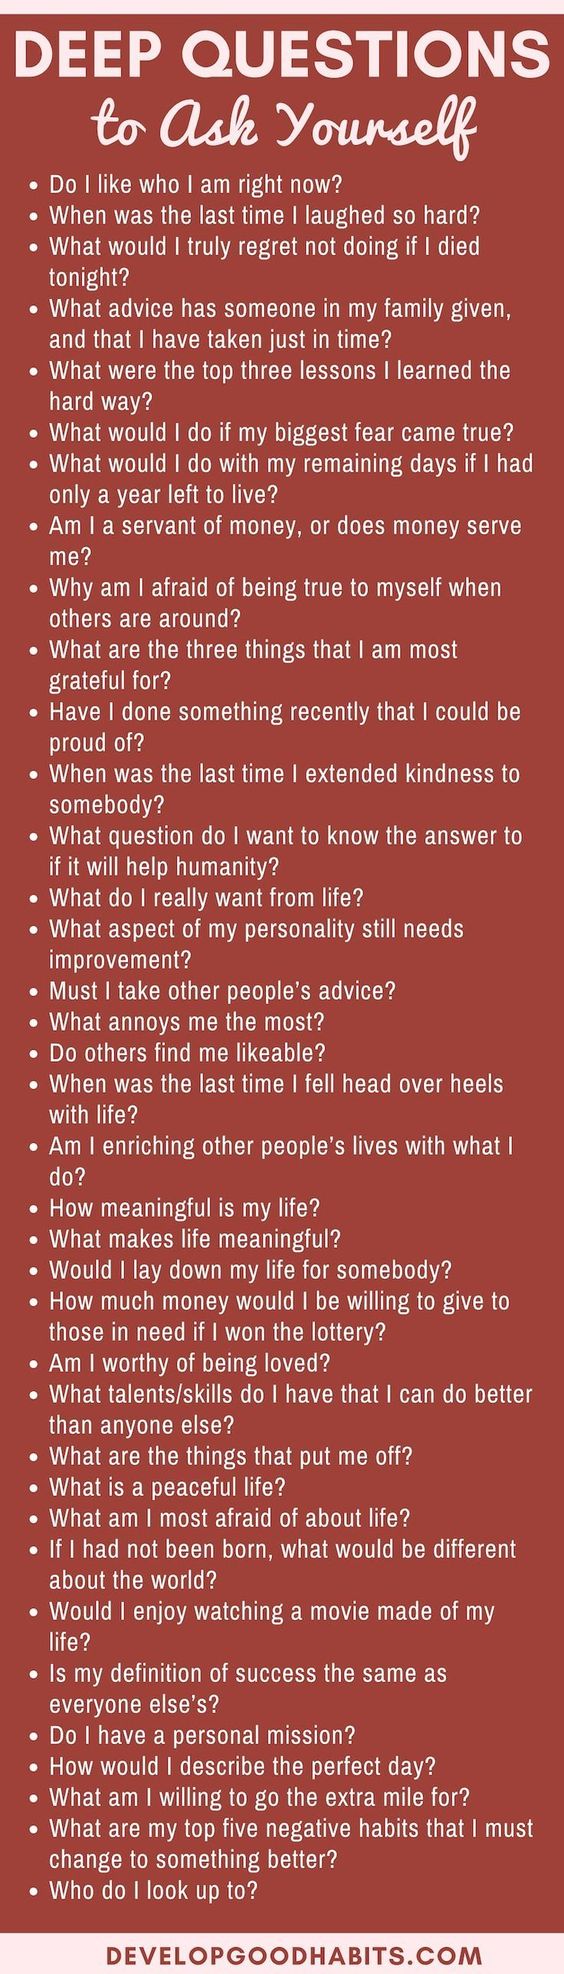 DEEP QUESTIONS
to Ask Yourself
• Do I like who I am right now?
• When was the last time I laughed so hard?
• What would I truly regret not doing if I died
tonight?
• What advice has someone in my family given,
and that I have taken just in time?
• What were the top three lessons I learned the
hard way?
• What would I do if my biggest fear came true?
• What would I do with my remaining days if I had
only a year left to live?
• Am I a servant of money, or does money serve
me?
• Why am I afraid of being true to myself when
others are around?
• What are the three things that I am most
grateful for?
• Have I done something recently that I could be
proud of?
• When was the last time I extended kindness to
somebody?
• What question do I want to know the answer to
if it will help humanity?
• What do I really want from life?
• What aspect of my personality still needs
improvement?
• Must I take other people’s advice?
• What annoys me the most?
• Do others find me likeable?
• When was the last time I fell head over heels
with life?
• Am I enriching other people’s lives with what I
do?
• How meaningful is my life?
• What makes life meaningful?
• Would I lay down my life for somebody?
• How much money would I be willing to give to
those in need if I won the lottery?
• Am I worthy of being loved?
• What talents/skills do I have that I can do better
than anyone else?
• What are the things that put me off?
• What is a peaceful life?
• What am I most afraid of about life?
• If I had not been born, what would be different
about the world?
• Would I enjoy watching a movie made of my
life?
• Is my definition of success the same as
everyone else’s?
• Do I have a personal mission?
• How would I describe the perfect day?
• What am I willing to go the extra mile for?
• What are my top five negative habits that I must
change to something better?
• Who do I look up to?
DEVELOPGOODHABITS.COM